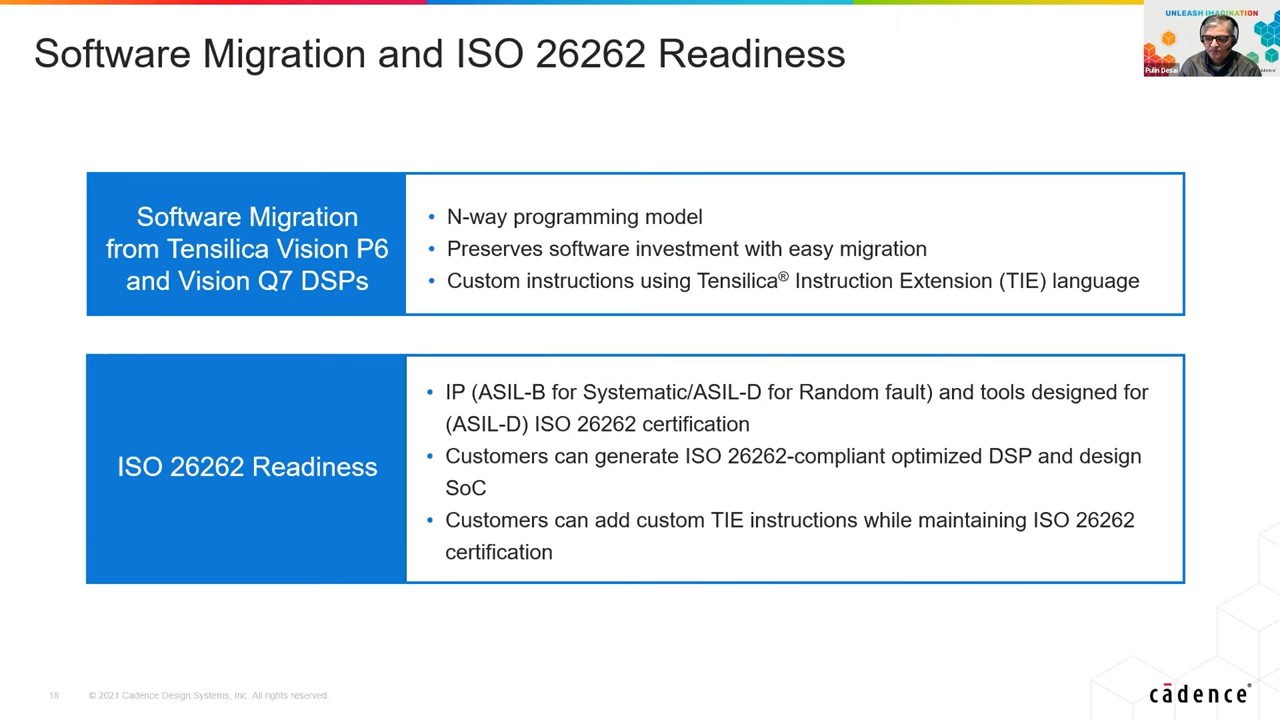 UNLEASH IMAGINATION
Software Migration and ISO 26262 Readiness
Pulin Desai
Software Migration
from Tensilica Vision P6
and Vision Q7 DSPs
• N-way programming model
• Preserves software investment with easy migration
• Custom instructions using Tensilica® Instruction Extension (TIE) language
ISO 26262 Readiness
• IP (ASIL-B for Systematic/ASIL-D for Random fault) and tools designed for
(ASIL-D) ISO 26262 certification
• Customers can generate ISO 26262-compliant optimized DSP and design
SoC
• Customers can add custom TIE instructions while maintaining ISO 26262
certification
18 © 2021 Cadence Design Systems, Inc. All rights reserved.
cādence®